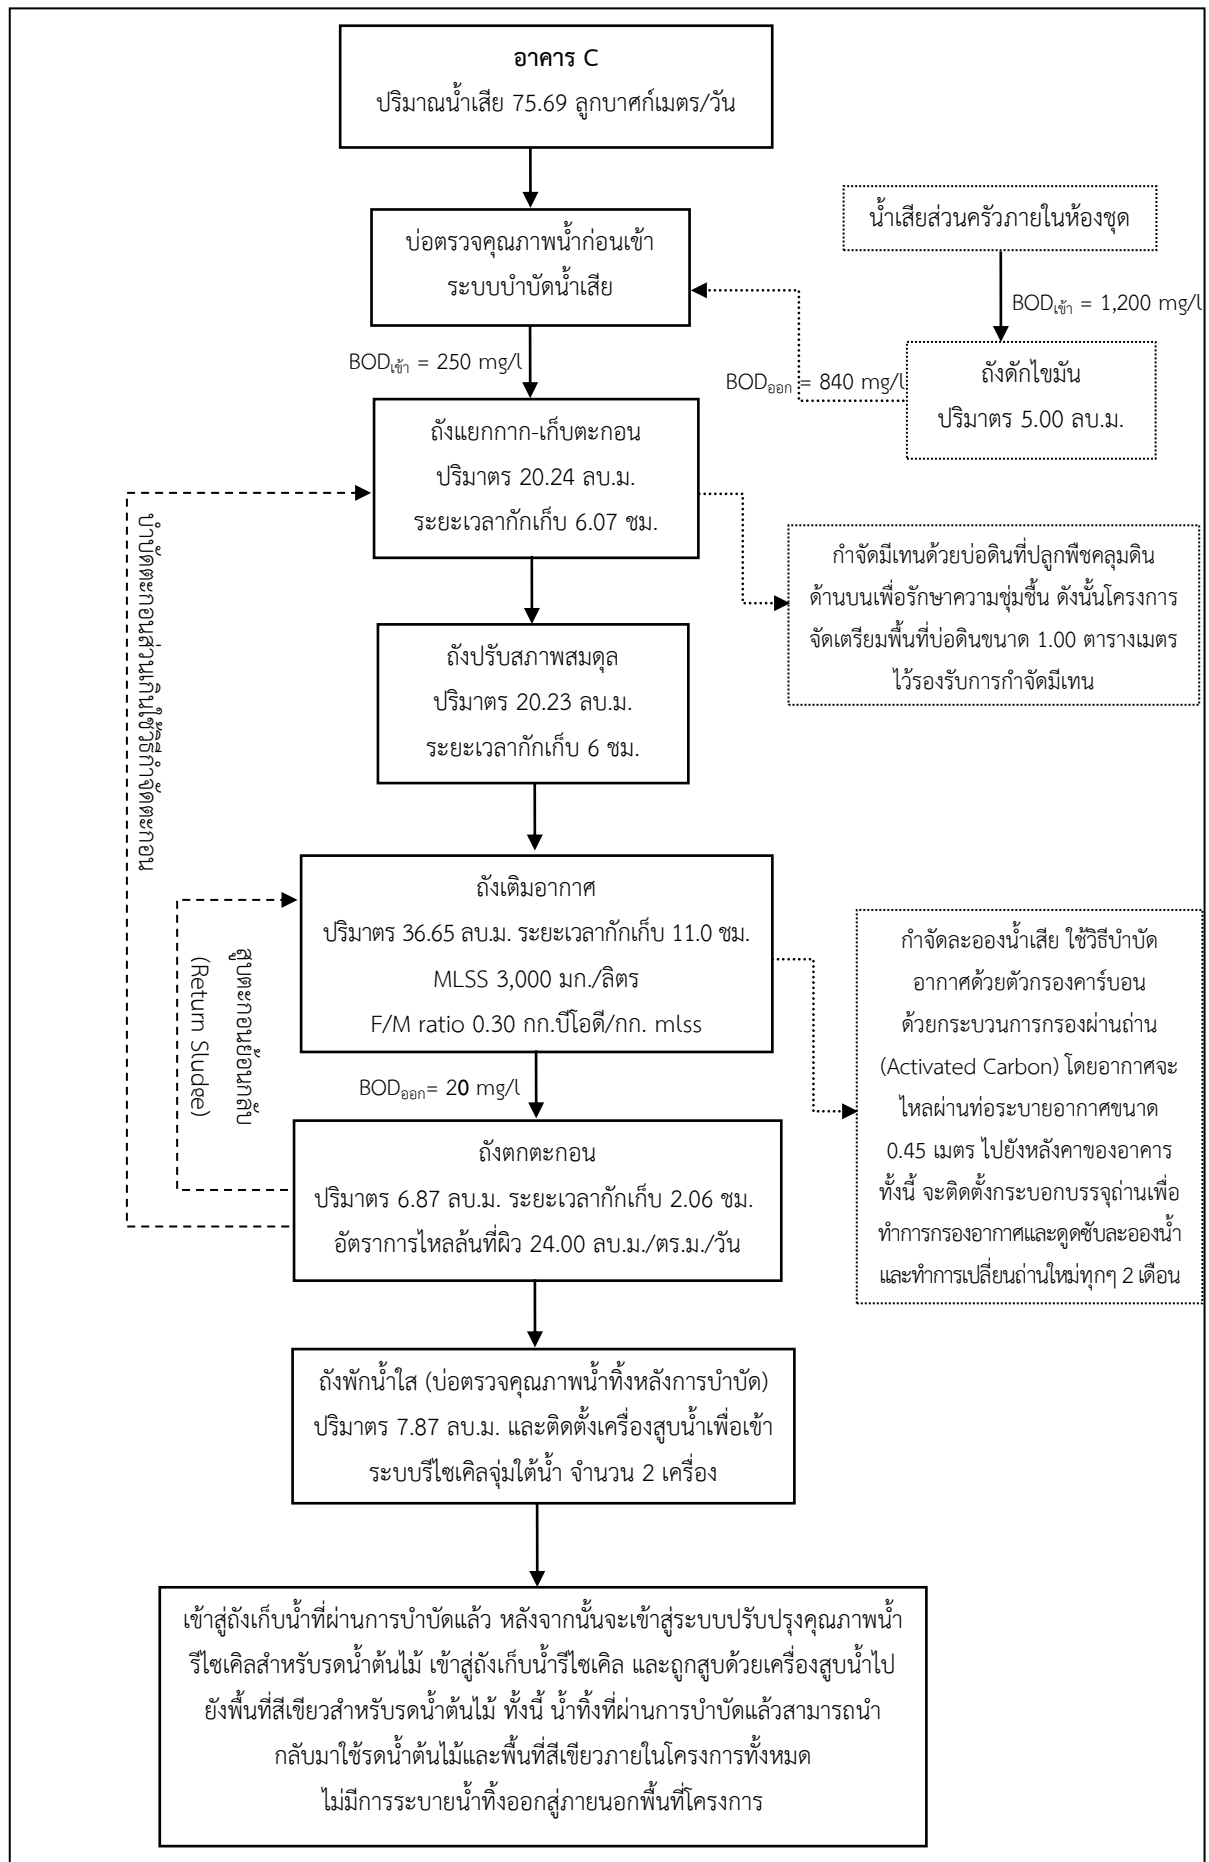 อาคาร C
ปริมาณน้ำเสีย 75.69 ลูกบาศก์เมตร/วัน
น้ำเสียส่วนครัวภายในห้องชุด
บ่อตรวจคุณภาพน้ำก่อนเข้า
ระบบบำบัดน้ำเสีย
BODเข้า = 1,200 mg/l
BODเข้า = 250 mg/l
ถังดักไขมัน
ปริมาตร 5.00 ลบ.ม.
BODออก = 840 mg/l
ถังแยกกาก-เก็บตะกอน
ปริมาตร 20.24 ลบ.ม.
ระยะเวลากักเก็บ 6.07 ชม.
กำจัดมีเทนด้วยบ่อดินที่ปลูกพืชคลุมดิน
ด้านบนเพื่อรักษาความชุ่มชื้น ดังนั้นโครงการ
จัดเตรียมพื้นที่บ่อดินขนาด 1.00 ตารางเมตร
ไว้รองรับการกำจัดมีเทน
บำบัดตะกอนส่วนเกินใช้วิธีกำจัดตะกอน
ถังปรับสภาพสมดุล
ปริมาตร 20.23 ลบ.ม.
ระยะเวลากักเก็บ 6 ชม.
ถังเติมอากาศ
ปริมาตร 36.65 ลบ.ม. ระยะเวลากักเก็บ 11.0 ชม.
MLSS 3,000 มก./ลิตร
F/M ratio 0.30 กก.บีโอดี/กก. mlss
สูบตะกอนย้อนกลับ
(Return Sludge)
กำจัดละอองน้ำเสีย ใช้วิธีบำบัด
อากาศด้วยตัวกรองคาร์บอน
ด้วยกระบวนการกรองผ่านถ่าน
(Activated Carbon) โดยอากาศจะ
ไหลผ่านท่อระบายอากาศขนาด
0.45 เมตร ไปยังหลังคาของอาคาร
ทั้งนี้ จะติดตั้งกระบอกบรรจุถ่านเพื่อ
ทำการกรองอากาศและดูดซับละอองน้ำ
และทำการเปลี่ยนถ่านใหม่ทุกๆ 2 เดือน
BODออก= 20 mg/l
ถังตกตะกอน
ปริมาตร 6.87 ลบ.ม. ระยะเวลากักเก็บ 2.06 ชม.
อัตราการไหลล้นที่ผิว 24.00 ลบ.ม./ตร.ม./วัน
ถังพักน้ำใส (บ่อตรวจคุณภาพน้ำทิ้งหลังการบำบัด)
ปริมาตร 7.87 ลบ.ม. และติดตั้งเครื่องสูบน้ำเพื่อเข้า
ระบบรีไซเคิลจุ่มใต้น้ำ จำนวน 2 เครื่อง
เข้าสู่ถังเก็บน้ำที่ผ่านการบำบัดแล้ว หลังจากนั้นจะเข้าสู่ระบบปรับปรุงคุณภาพน้ำ
รีไซเคิลสำหรับรดน้ำต้นไม้ เข้าสู่ถังเก็บน้ำรีไซเคิล และถูกสูบด้วยเครื่องสูบน้ำไป
ยังพื้นที่สีเขียวสำหรับรดน้ำต้นไม้ ทั้งนี้ น้ำทิ้งที่ผ่านการบำบัดแล้วสามารถนำ
กลับมาใช้รดน้ำต้นไม้และพื้นที่สีเขียวภายในโครงการทั้งหมด
ไม่มีการระบายน้ำทิ้งออกสู่ภายนอกพื้นที่โครงการ